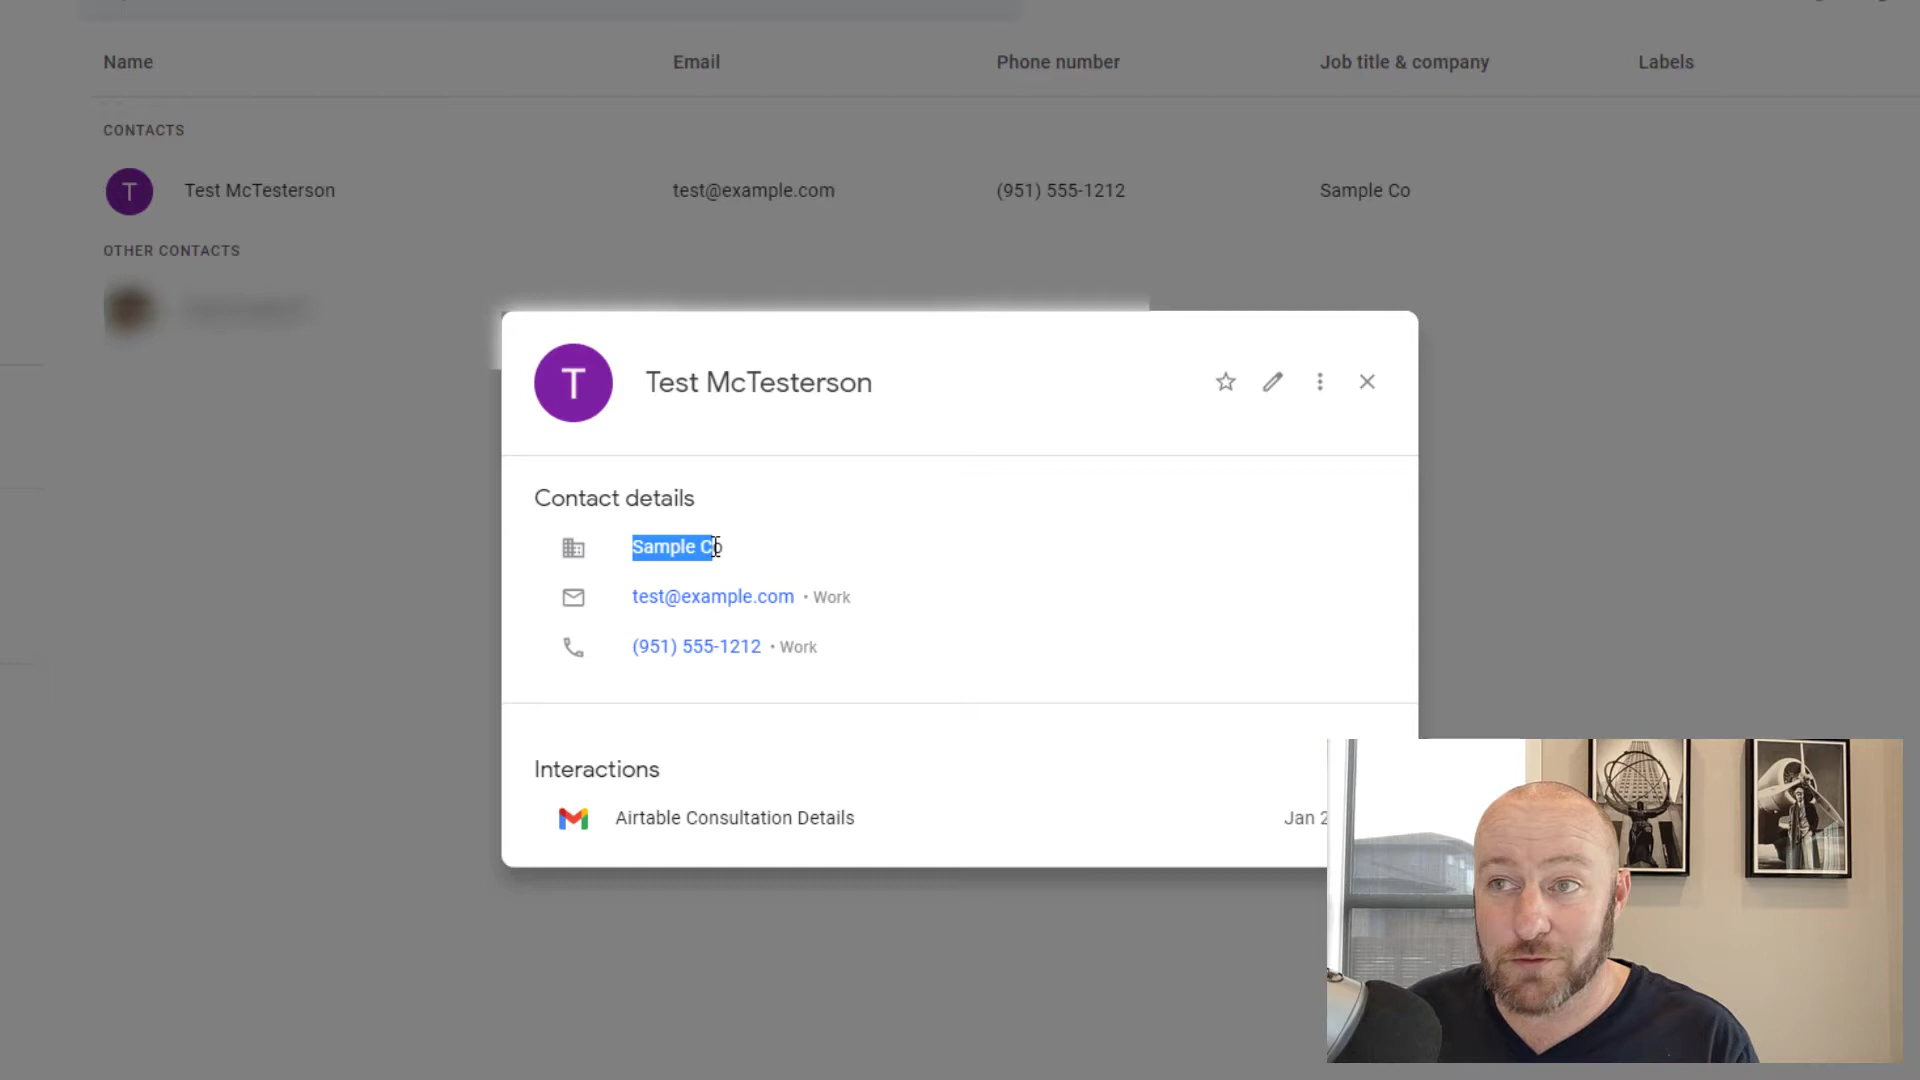 Name Email Phone number Job title & company Labels
CONTACTS
T Test McTesterson test@example.com (951) 555-1212 Sample Co
OTHER CONTACTS
T Test McTesterson
Contact details
Sample Co
test@example.com • Work
(951) 555-1212 • Work
Interactions
Airtable Consultation Details Jan 2